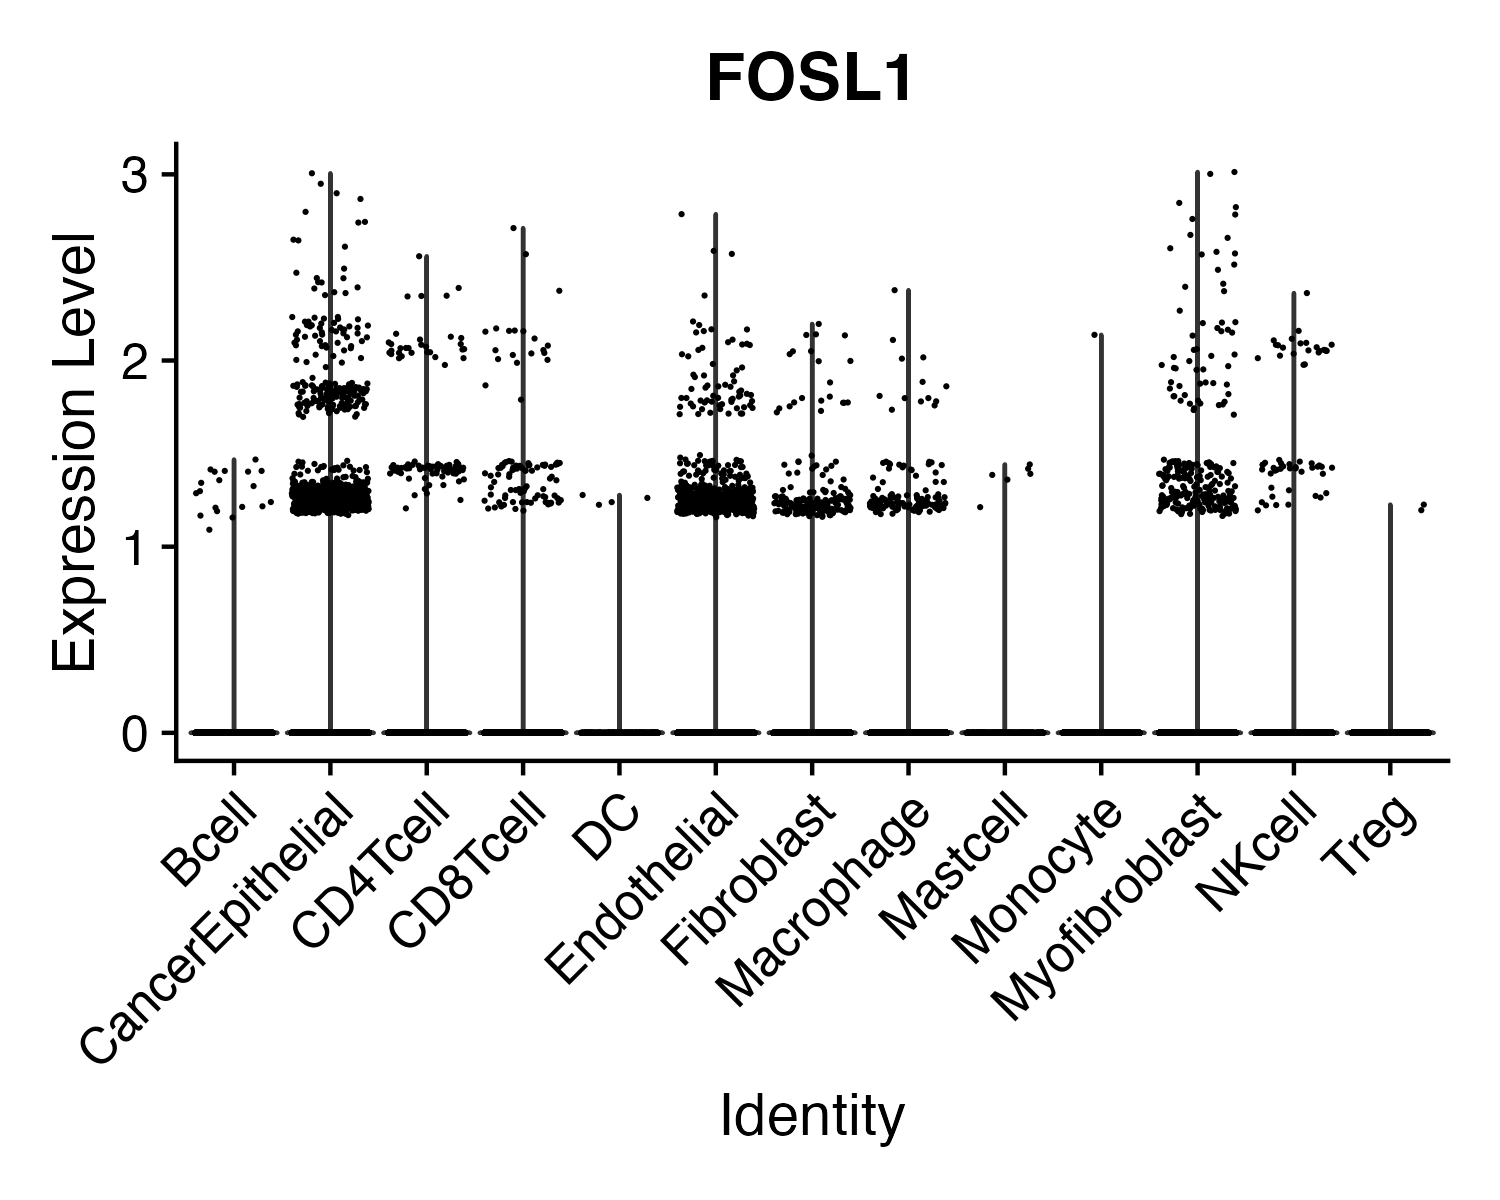 FOSL1
Expression Level
3
2
1
0
Bcell
CancerEpithelial
CD4Tcell
CD8Tcell
DC
Endothelial
Fibroblast
Macrophage
Mastcell
Monocyte
Myofibroblast
NKcell
Treg
Identity